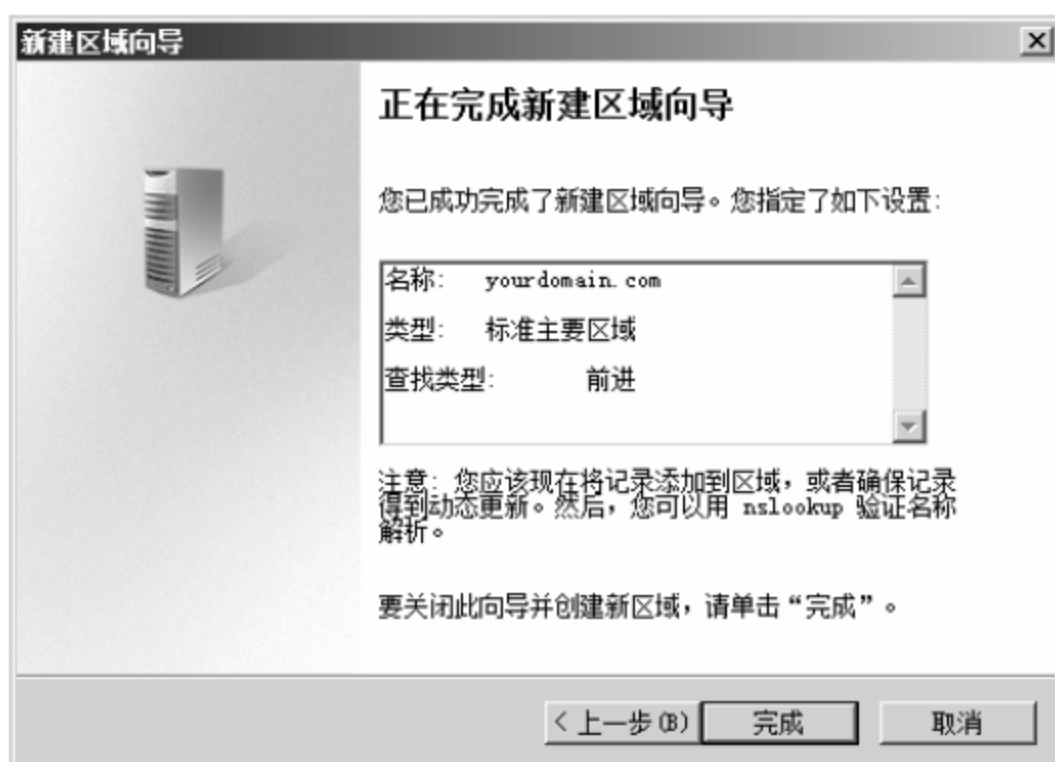 新建区域向导
正在完成新建区域向导
您已成功完成了新建区域向导。您指定了如下设置：
名称： yourdomain.com
类型： 标准主要区域
查找类型： 前进
注意：您应该现在将记录添加到区域，或者确保记录
得到动态更新。然后，您可以用 nslookup 验证名称
解析。
要关闭此向导并创建新区域，请单击“完成”。
< 上一步(B) 完成 取消